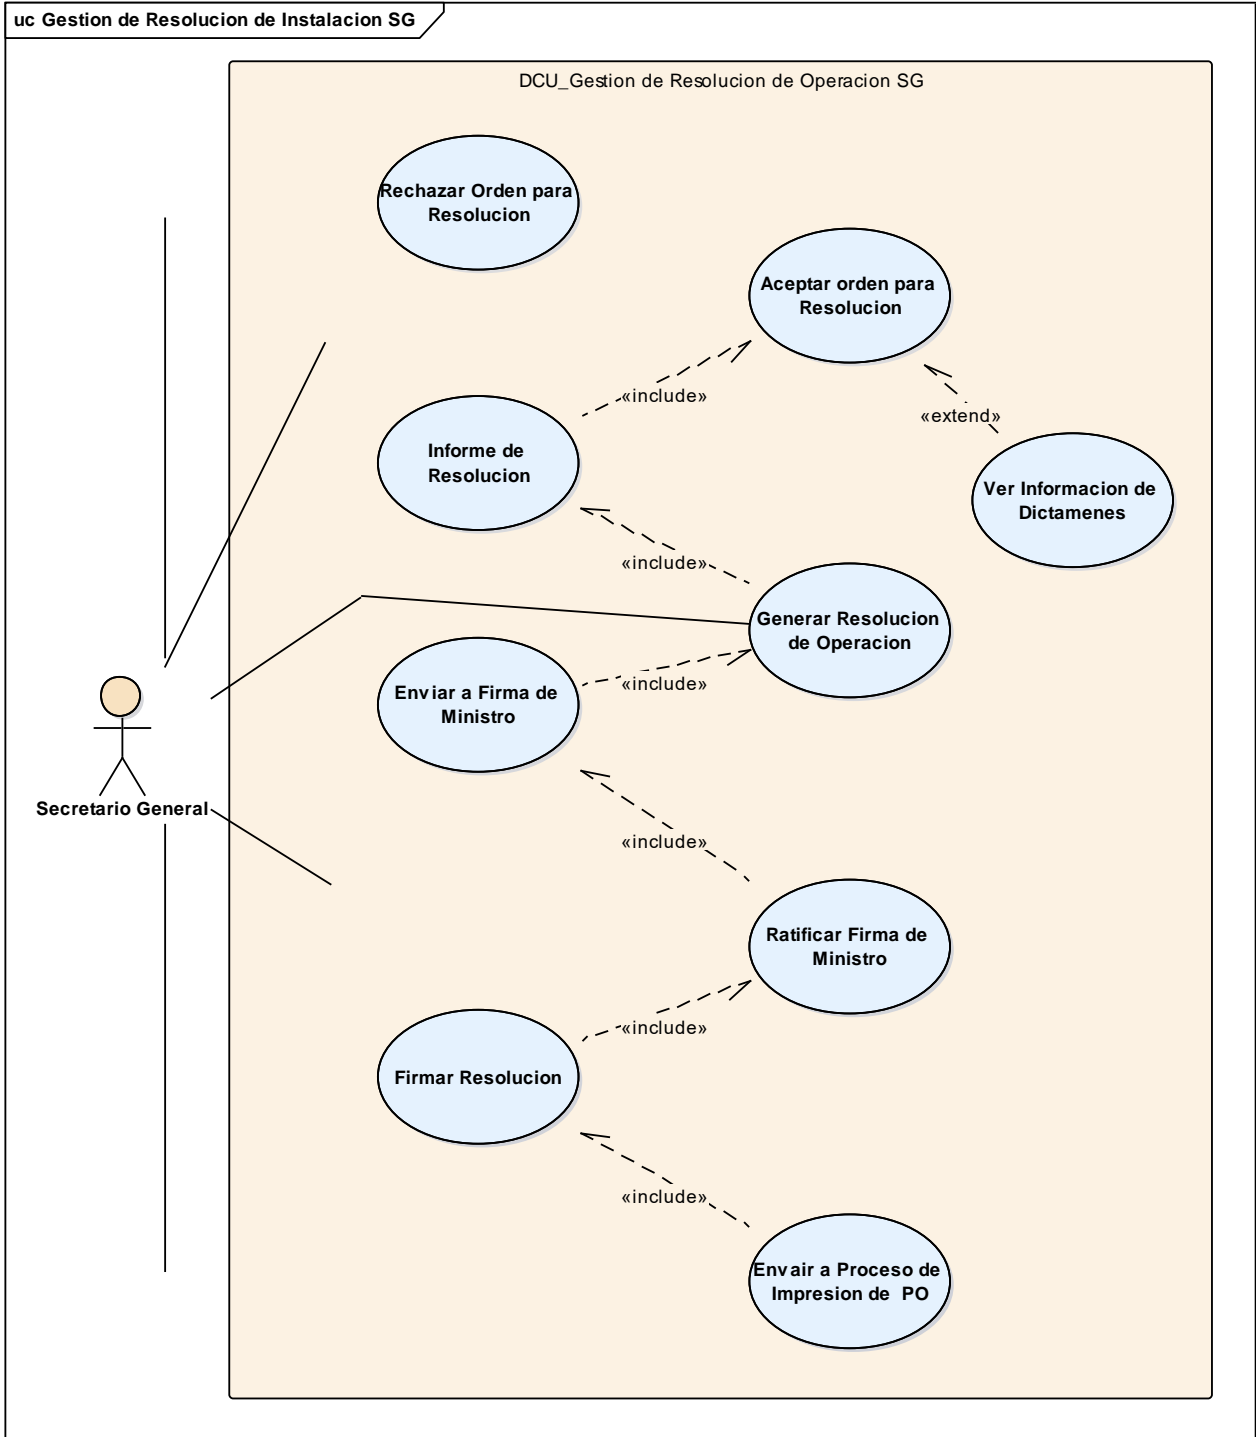 uc Gestion de Resolucion de Instalacion SG
DCU_Gestion de Resolucion de Operacion SG
Rechazar Orden para
Resolucion
Aceptar orden para
Resolucion
«include»
«extend»
Informe de
Resolucion
Ver Informacion de
Dictamenes
«include»
Generar Resolucion
de Operacion
«include»
Enviar a Firma de
Ministro
Secretario General
«include»
Ratificar Firma de
Ministro
«include»
Firmar Resolucion
«include»
Envair a Proceso de
Impresion de  PO